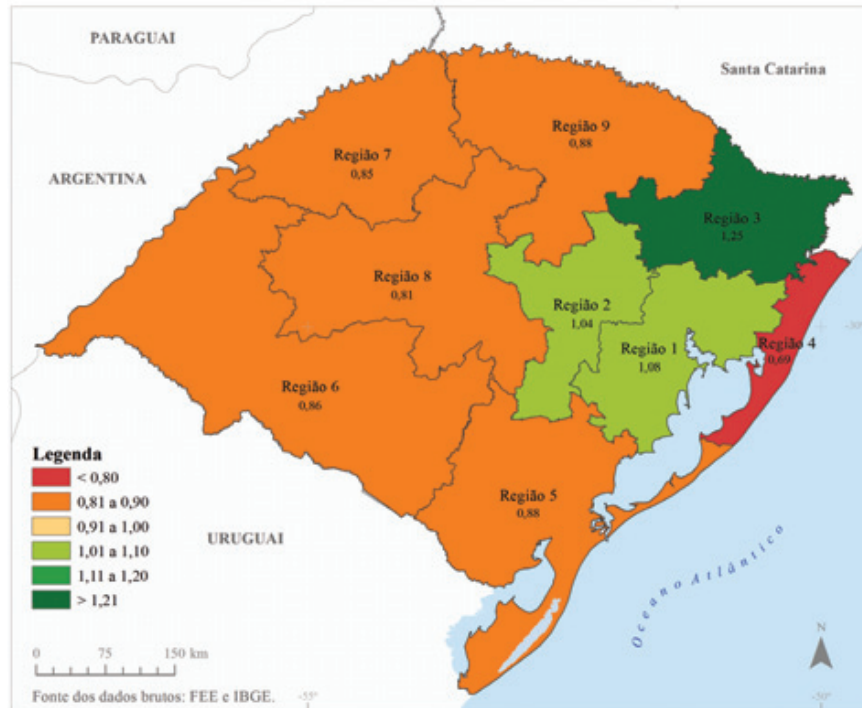 PARAGUAI
Santa Catarina
Região 9
0,88
Região 7
0,85
ARGENTINA
Região 3
1,25
Região 8
0,81
Região 2
1,04
-30°
Região 1
1,08
Região 4
0,69
Região 6
0,86
Legenda
< 0,80
0,81 a 0,90
0,91 a 1,00
1,01 a 1,10
1,11 a 1,20
> 1,21
Região 5
0,88
URUGUAI
Oceano Atlântico
N
0 75 150 km
Fonte dos dados brutos: FEE e IBGE.
-55°
-50°